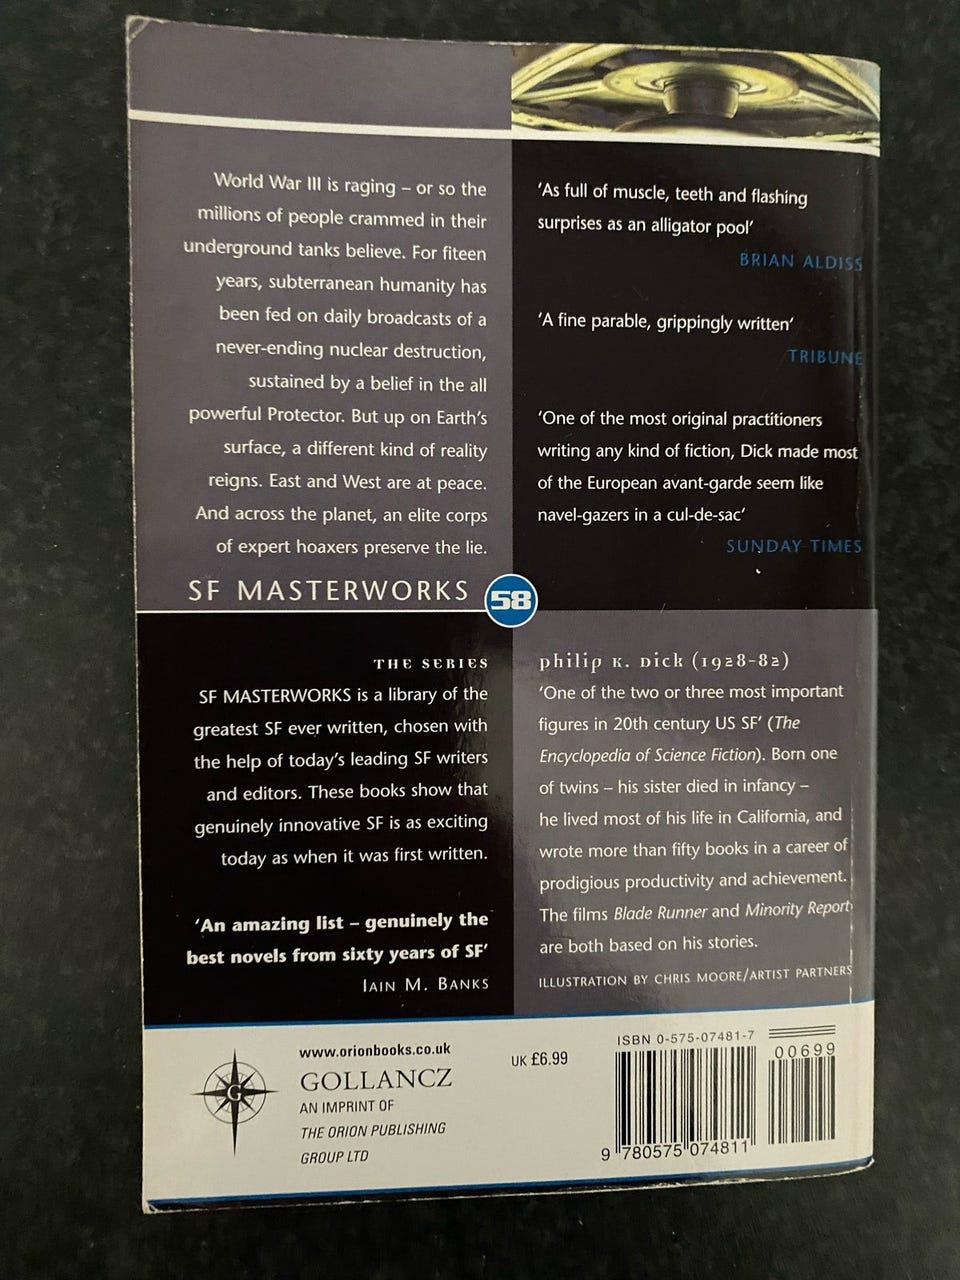 World War III is raging – or so the
millions of people crammed in their
underground tanks believe. For fiteen
years, subterranean humanity has
been fed on daily broadcasts of a
never-ending nuclear destruction,
sustained by a belief in the all
powerful Protector. But up on Earth's
surface, a different kind of reality
reigns. East and West are at peace.
And across the planet, an elite corps
of expert hoaxers preserve the lie.
'As full of muscle, teeth and flashing
surprises as an alligator pool'
BRIAN ALDISS
'A fine parable, grippingly written'
TRIBUNE
'One of the most original practitioners
writing any kind of fiction, Dick made most
of the European avant-garde seem like
navel-gazers in a cul-de-sac'
SUNDAY TIMES
SF MASTERWORKS 58
THE SERIES
SF MASTERWORKS is a library of the
greatest SF ever written, chosen with
the help of today's leading SF writers
and editors. These books show that
genuinely innovative SF is as exciting
today as when it was first written.
'An amazing list – genuinely the
best novels from sixty years of SF'
IAIN M. BANKS
philip K. Dick (1928-82)
'One of the two or three most important
figures in 20th century US SF' (The
Encyclopedia of Science Fiction). Born one
of twins – his sister died in infancy –
he lived most of his life in California, and
wrote more than fifty books in a career of
prodigious productivity and achievement.
The films Blade Runner and Minority Report
are both based on his stories.
ILLUSTRATION BY CHRIS MOORE/ARTIST PARTNERS
G
www.orionbooks.co.uk
GOLLANCZ
AN IMPRINT OF
THE ORION PUBLISHING
GROUP LTD
UK £6.99
ISBN 0-575-07481-7
00699
9 780575 074811